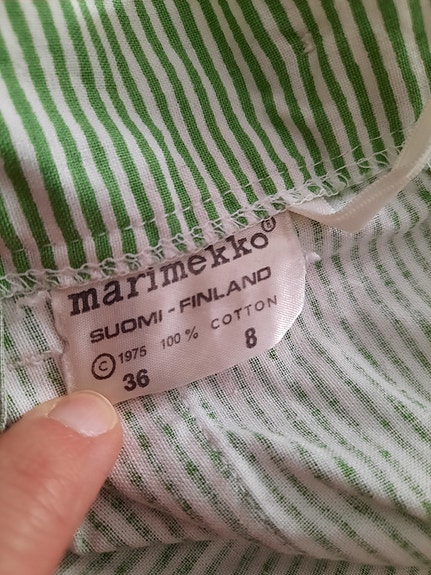 marimekko®
SUOMI - FINLAND
© 1975 100% COTTON
36 8